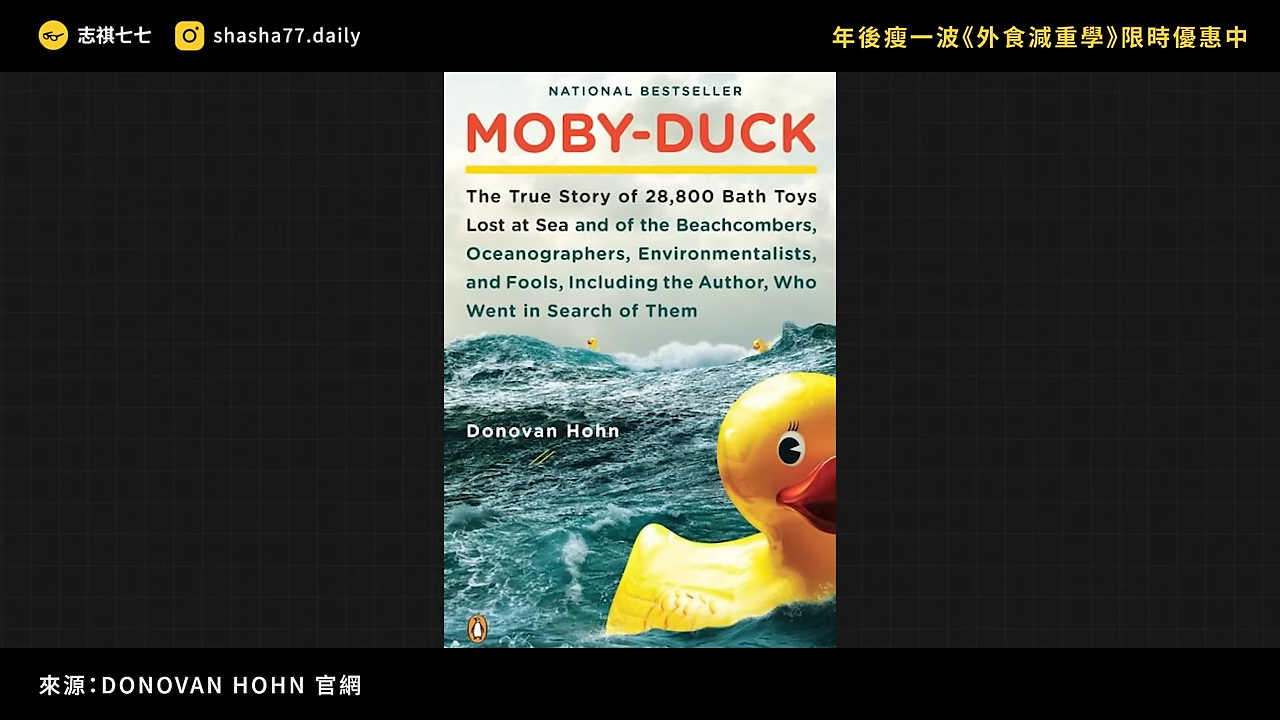 志祺七七 shasha77.daily 年後瘦一波《外食減重學》限時優惠中
NATIONAL BESTSELLER
MOBY-DUCK
The True Story of 28,800 Bath Toys
Lost at Sea and of the Beachcombers,
Oceanographers, Environmentalists,
and Fools, Including the Author, Who
Went in Search of Them
Donovan Hohn
來源：DONOVAN HOHN 官網